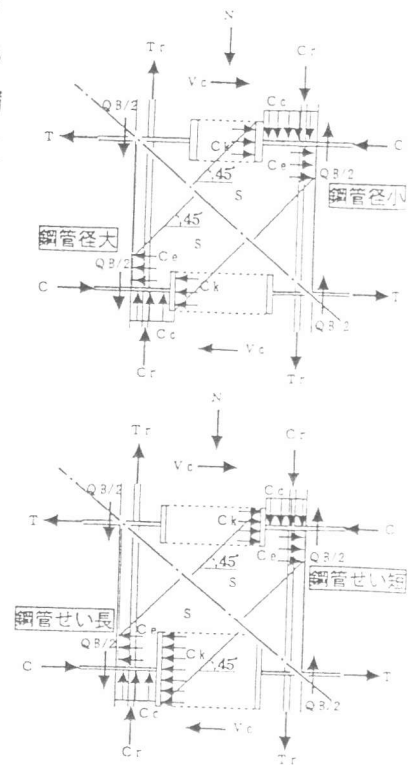 N
Tr
Cr
Vc
Cc
QB/2
QB/2
T
Ck
C
45°
Ce
S
鋼管径小
45°
S
鋼管径大
Ce
QB/2
C
Ck
T
Cc
QB/2
Cr
Vc
Tr
N
Tr
Cr
Vc
Cc
QB/2
T
Ck
C
45°
Ce
QB/2
S
鋼管せい短
S
鋼管せい長
Ce
QB/2
Ck
C
45°
T
Cc
QB/2
Cr
Vc
Tr